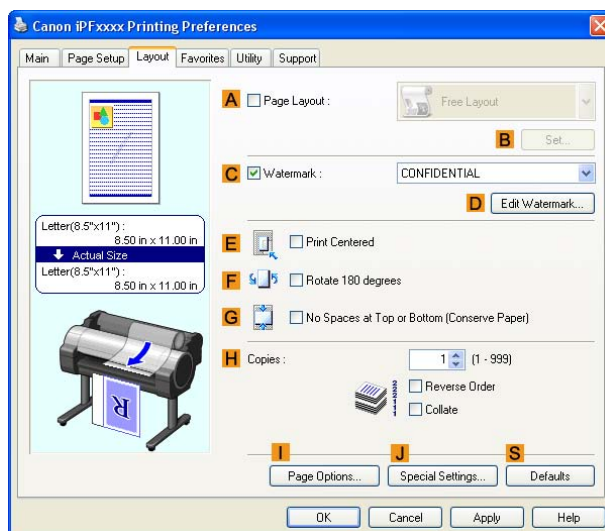 Canon iPFxxxx Printing Preferences
Main Page Setup Layout Favorites Utility Support
A Page Layout : Free Layout
B Set...
C Watermark : CONFIDENTIAL
D Edit Watermark...
Letter(8.5"x11") :
8.50 in x 11.00 in
Actual Size
Letter(8.5"x11") :
8.50 in x 11.00 in
E Print Centered
F Rotate 180 degrees
G No Spaces at Top or Bottom (Conserve Paper)
H Copies : 1 (1 - 999)
Reverse Order
Collate
R
I J S
Page Options... Special Settings... Defaults
OK Cancel Apply Help